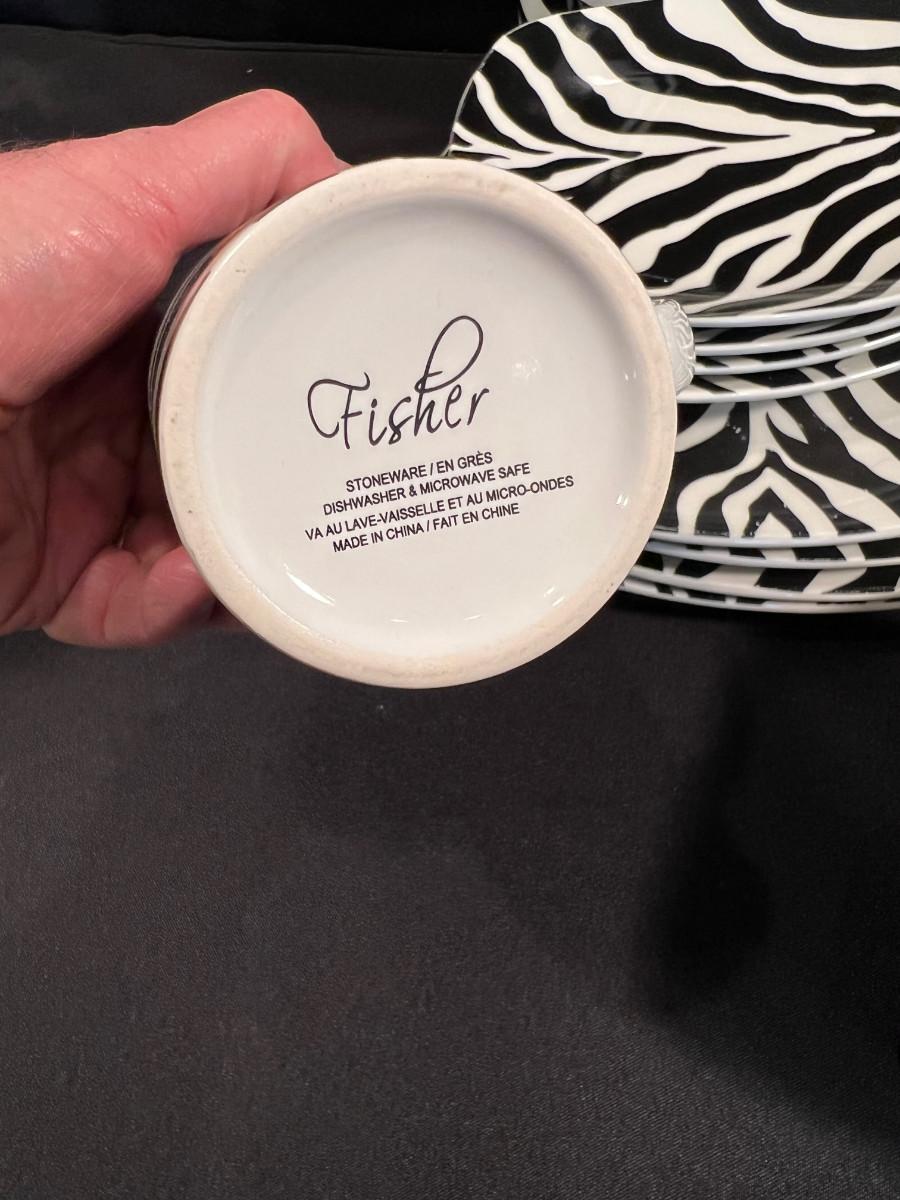 Fisher
STONEWARE / EN GRÈS
DISHWASHER & MICROWAVE SAFE
VA AU LAVE-VAISSELLE ET AU MICRO-ONDES
MADE IN CHINA / FAIT EN CHINE